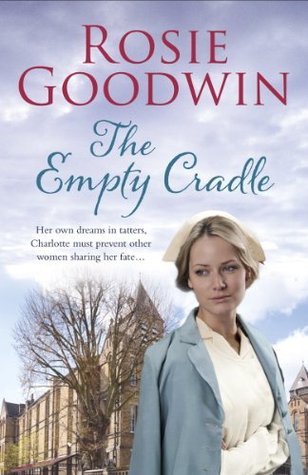 ROSIE
GOODWIN
The
Empty Cradle
Her own dreams in tatters,
Charlotte must prevent other
women sharing her fate...